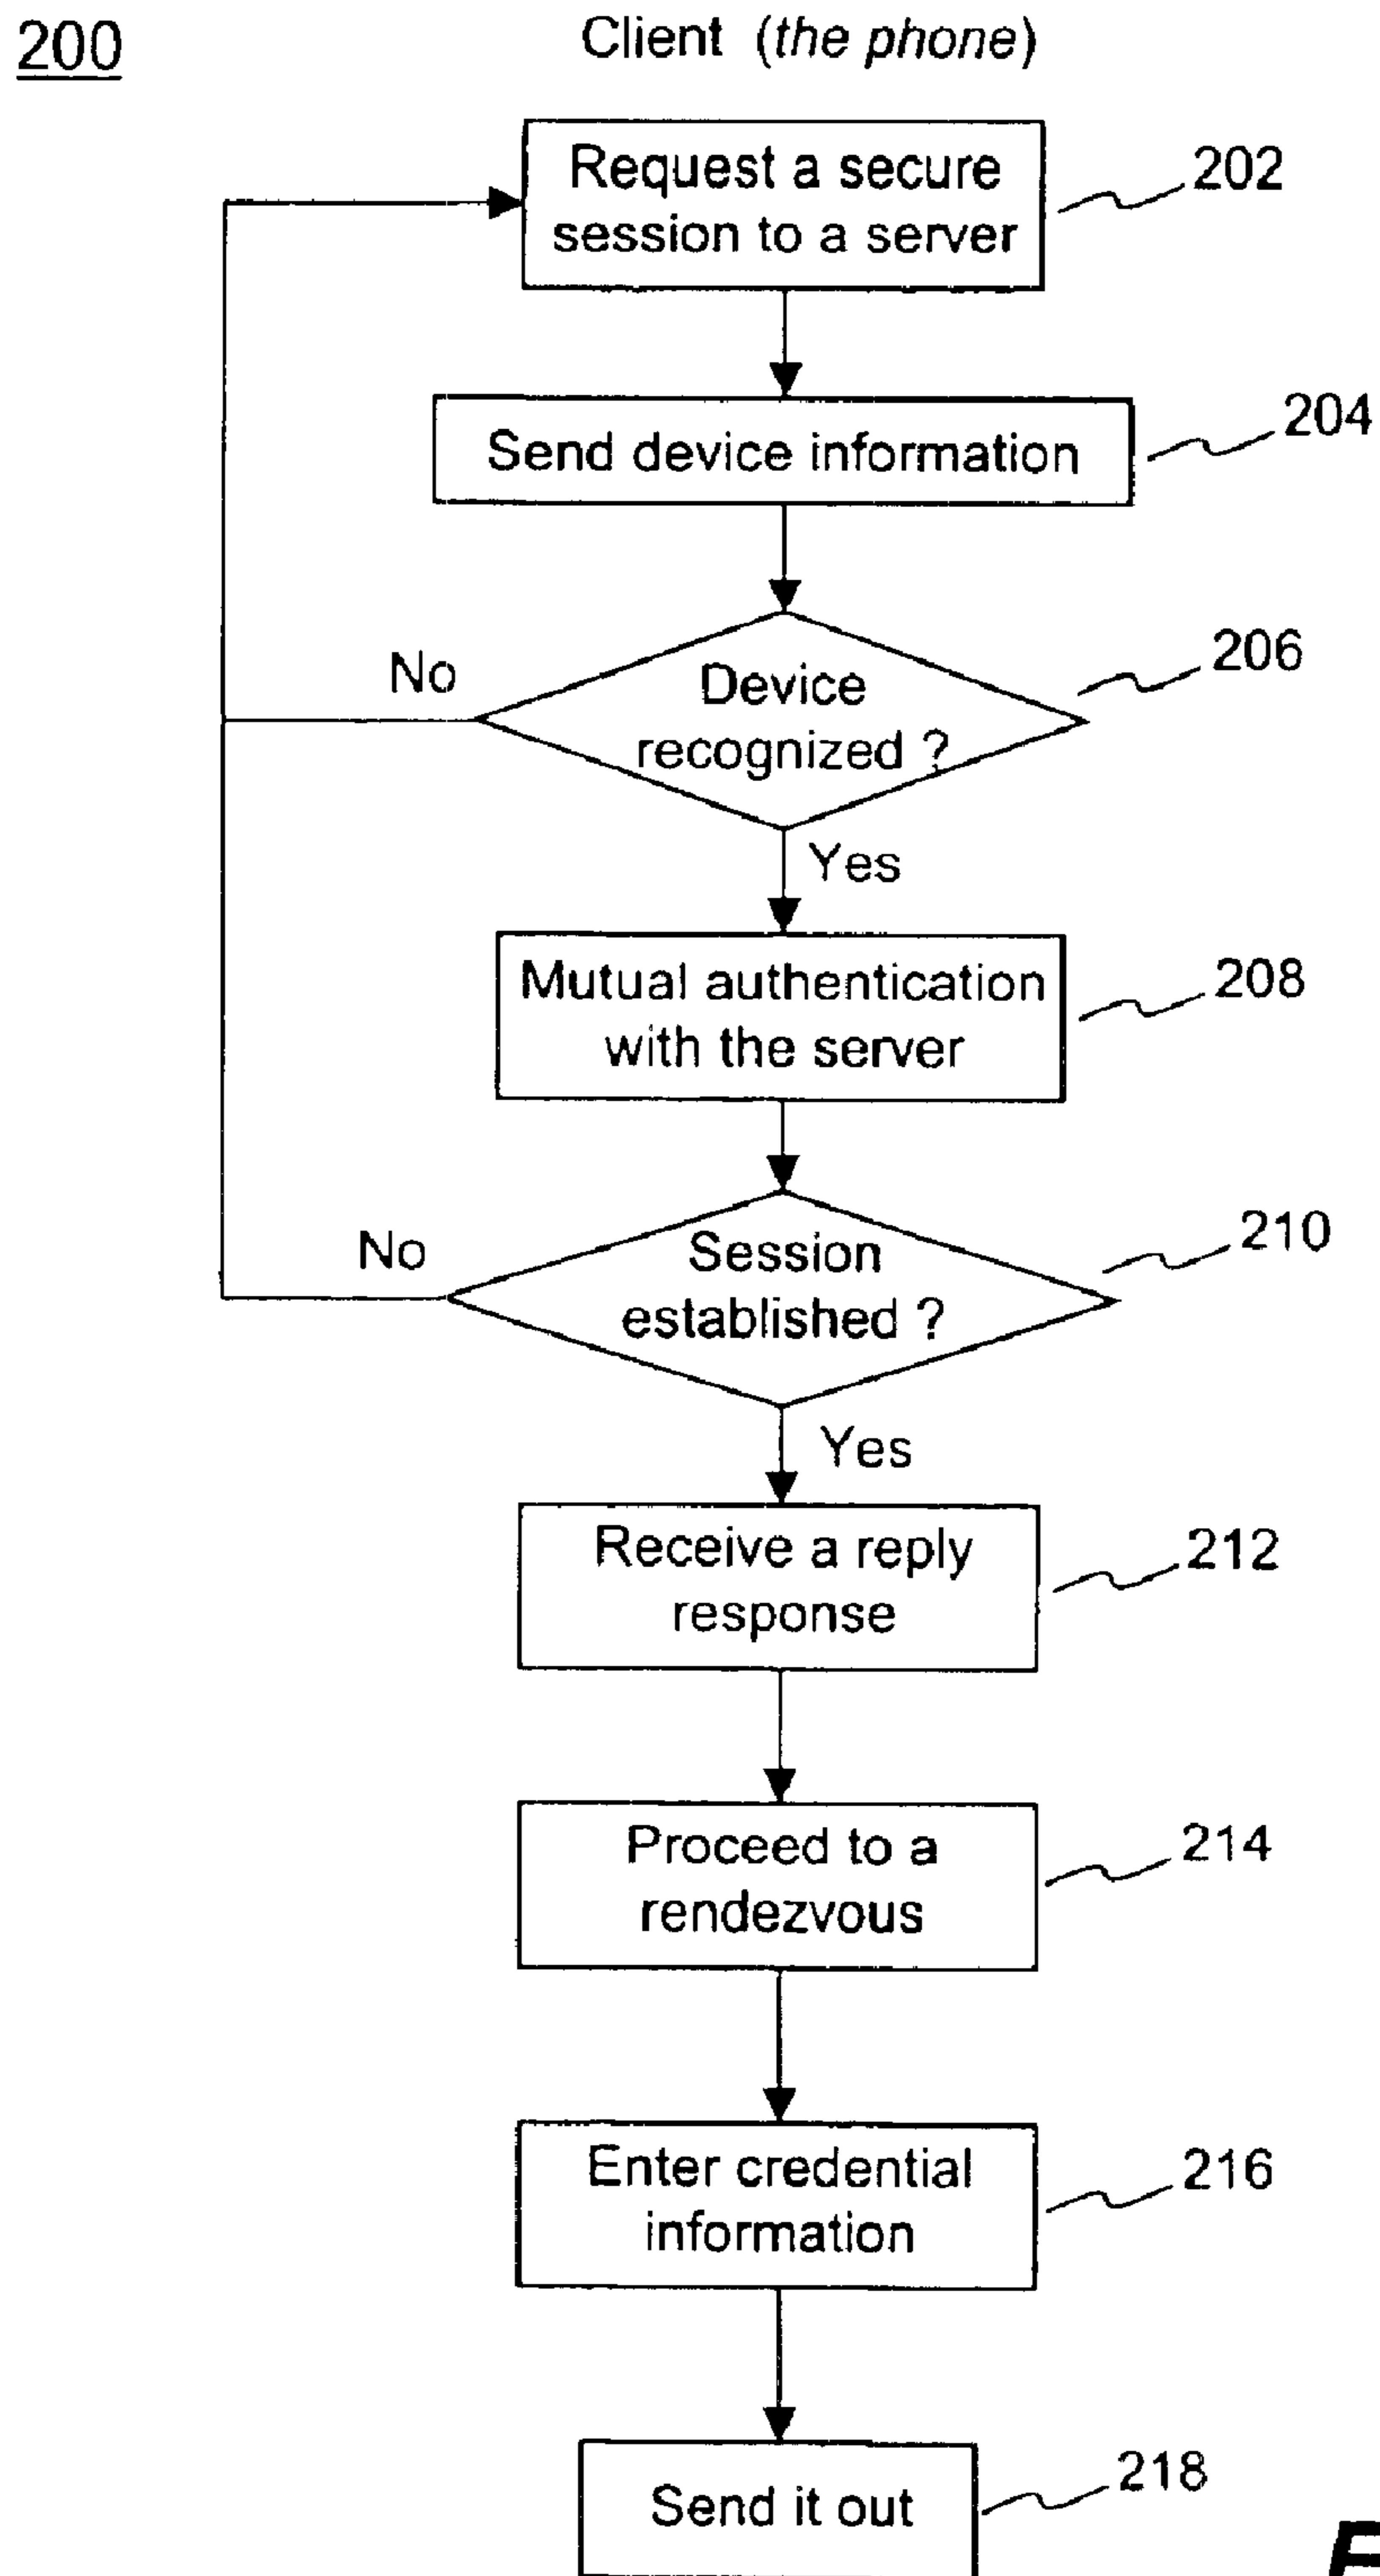 200
Client (the phone)
Request a secure
session to a server
202
Send device information
204
Device
recognized ?
206
No
Yes
Mutual authentication
with the server
208
Session
established ?
210
No
Yes
Receive a reply
response
212
Proceed to a
rendezvous
214
Enter credential
information
216
Send it out
218